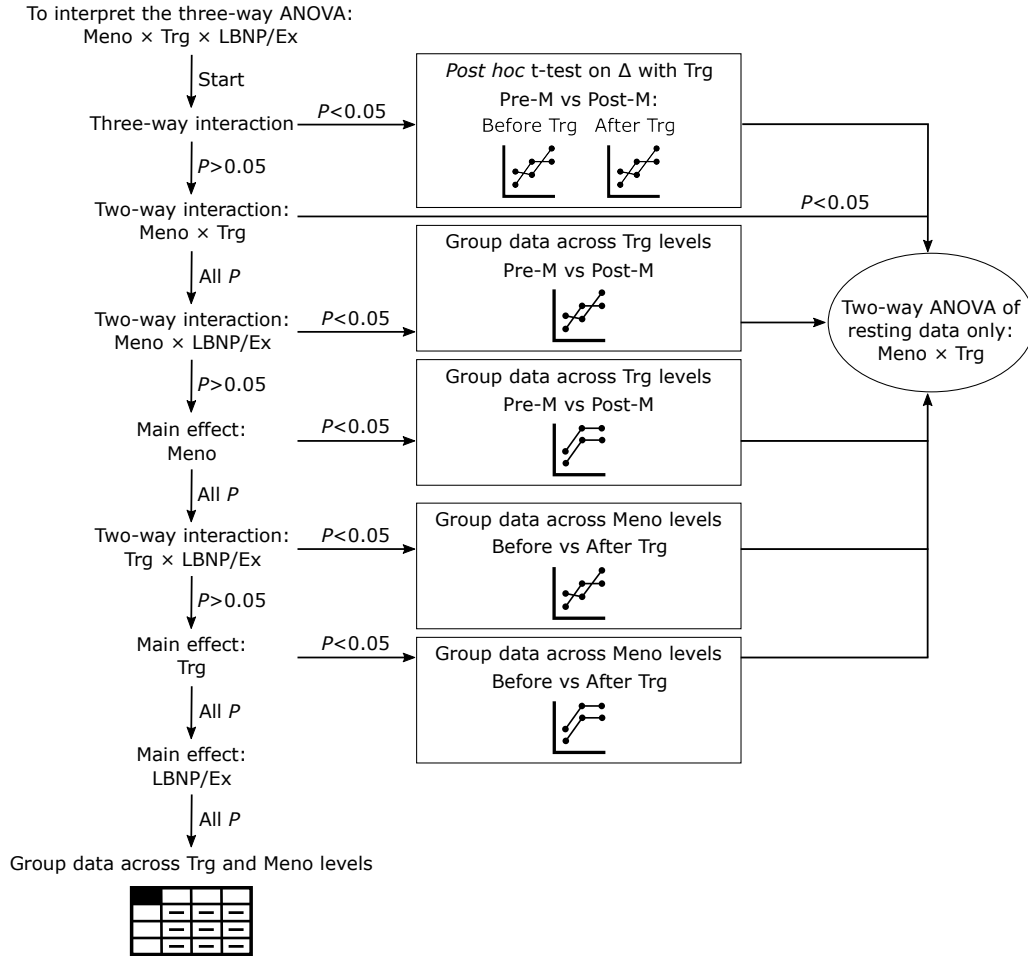 To interpret the three-way ANOVA:
Meno × Trg × LBNP/Ex
Start
Three-way interaction
P<0.05
Post hoc t-test on Δ with Trg
Pre-M vs Post-M:
Before Trg After Trg
P>0.05
Two-way interaction:
Meno × Trg
P<0.05
All P
Group data across Trg levels
Pre-M vs Post-M
Two-way interaction:
Meno × LBNP/Ex
P<0.05
Two-way ANOVA of
resting data only:
Meno × Trg
P>0.05
Group data across Trg levels
Pre-M vs Post-M
Main effect:
Meno
P<0.05
All P
Group data across Meno levels
Before vs After Trg
Two-way interaction:
Trg × LBNP/Ex
P<0.05
P>0.05
Main effect:
Trg
P<0.05
Group data across Meno levels
Before vs After Trg
All P
Main effect:
LBNP/Ex
All P
Group data across Trg and Meno levels